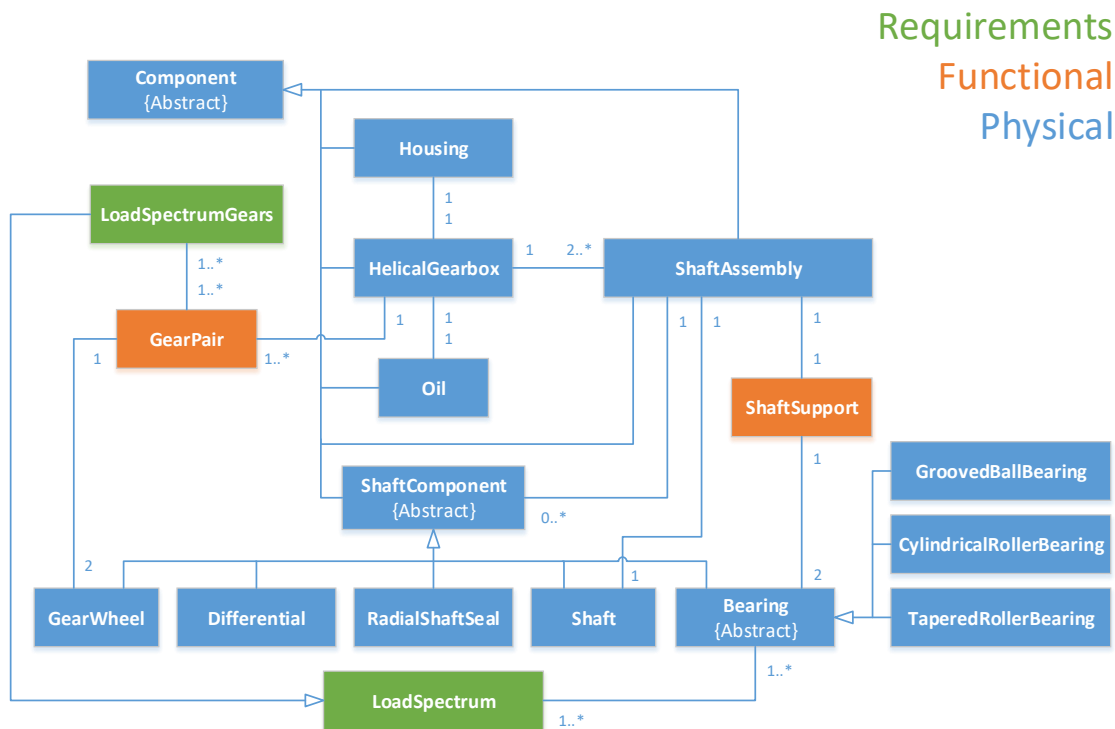 Requirements
Functional
Physical
Component
{Abstract}
Housing
1
1
LoadSpectrumGears
HelicalGearbox
1
2..*
ShaftAssembly
1..*
1..*
1
1
1
1
1
1
GearPair
1
1..*
1
Oil
1
ShaftSupport
1
ShaftComponent
{Abstract}
0..*
GroovedBallBearing
CylindricalRollerBearing
2
1
2
GearWheel
Differential
RadialShaftSeal
Shaft
Bearing
{Abstract}
TaperedRollerBearing
1..*
LoadSpectrum
1..*